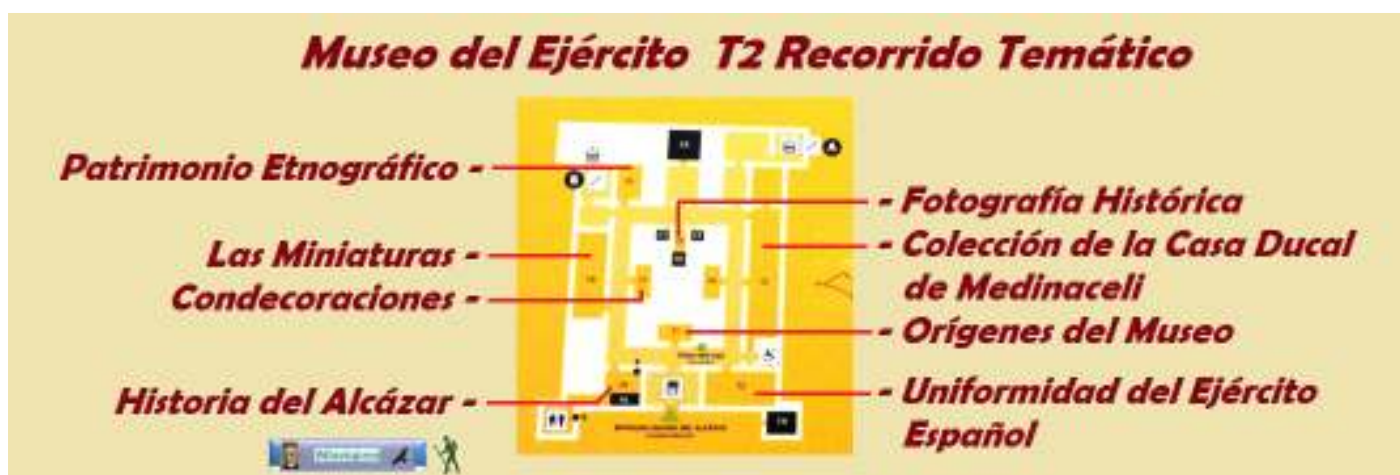 Museo del Ejército T2 Recorrido Temático
Patrimonio Etnográfico -
Las Miniaturas -
Condecoraciones -
Historia del Alcázar -
- Fotografía Histórica
- Colección de la Casa Ducal
de Medinaceli
- Orígenes del Museo
- Uniformidad del Ejército
Español